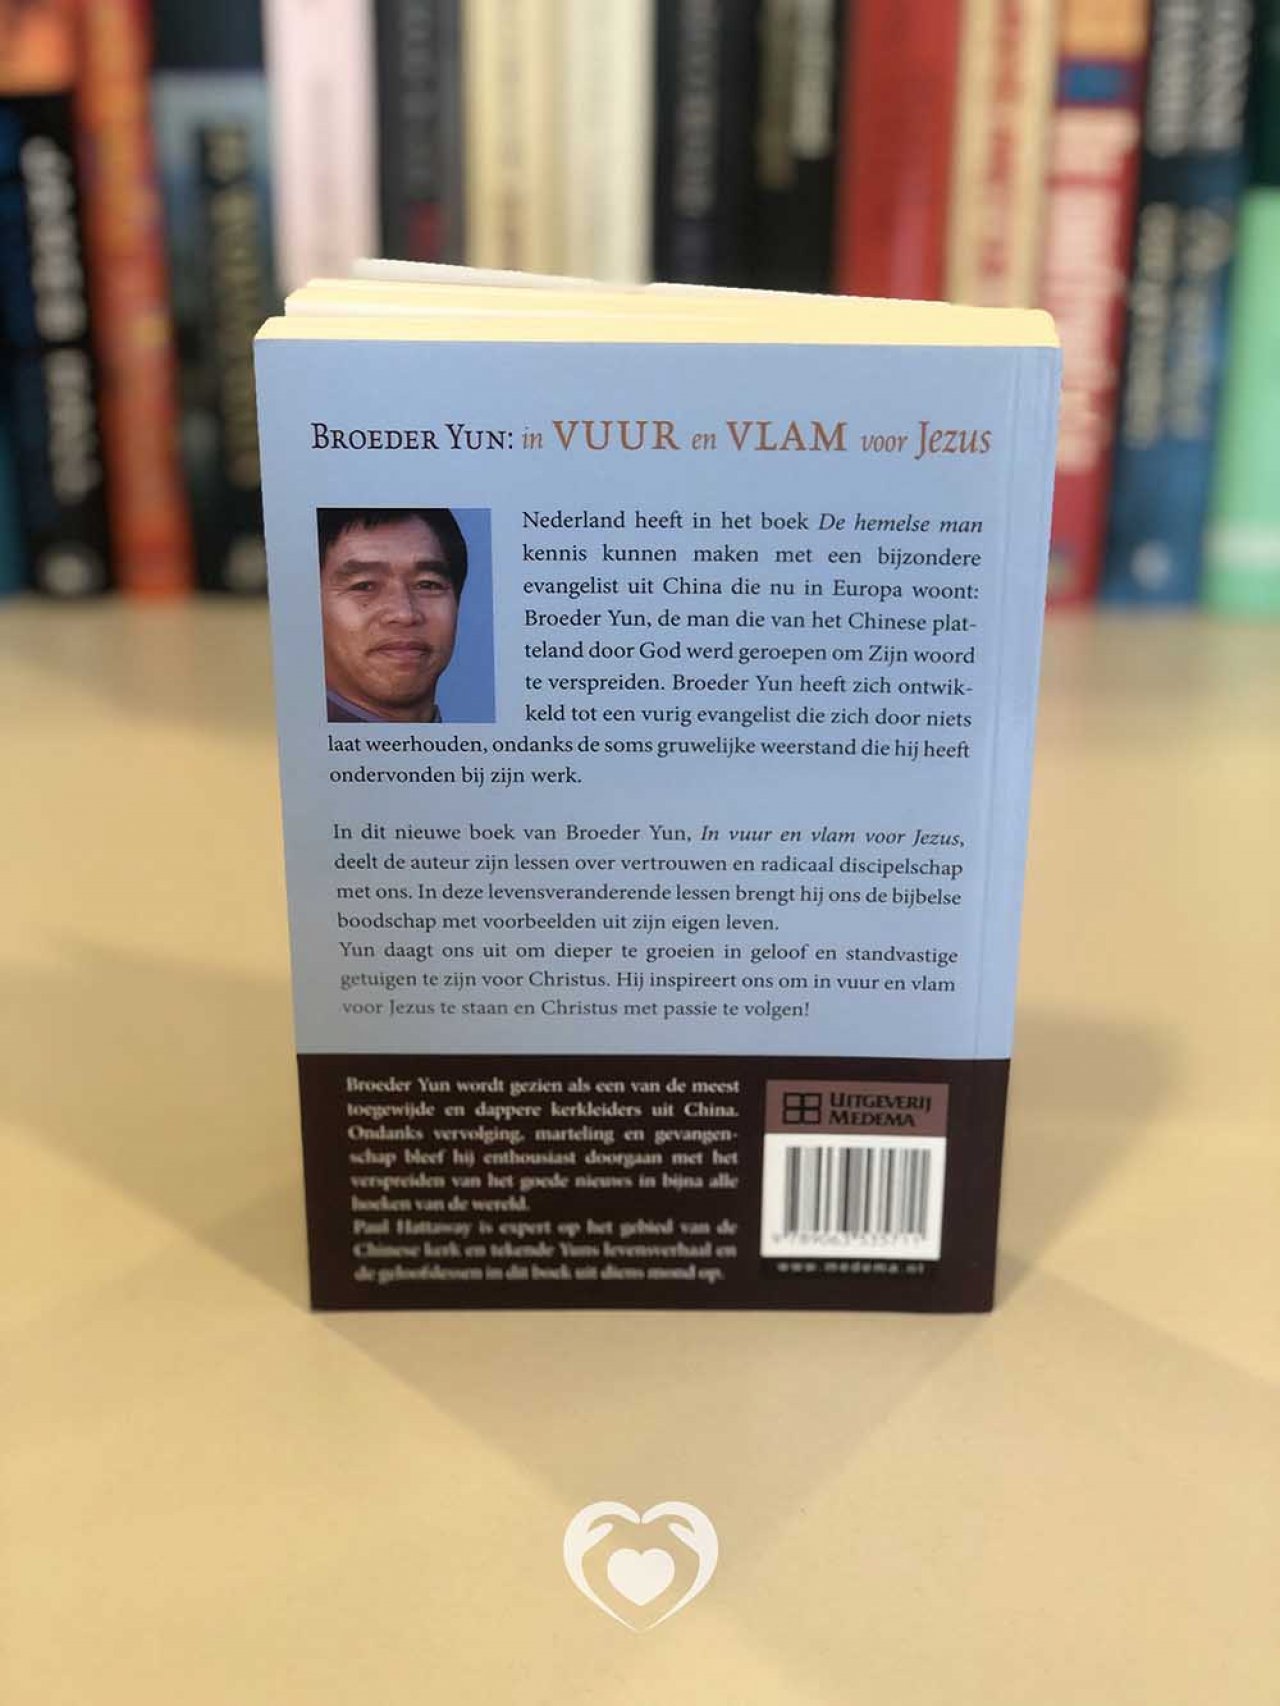 BROEDER YUN: in VUUR en VLAM voor Jezus
Nederland heeft in het boek De hemelse man
kennis kunnen maken met een bijzondere
evangelist uit China die nu in Europa woont:
Broeder Yun, de man die van het Chinese plat-
teland door God werd geroepen om Zijn woord
te verspreiden. Broeder Yun heeft zich ontwik-
keld tot een vurig evangelist die zich door niets
laat weerhouden, ondanks de soms gruwelijke weerstand die hij heeft
ondervonden bij zijn werk.
In dit nieuwe boek van Broeder Yun, In vuur en vlam voor Jezus,
deelt de auteur zijn lessen over vertrouwen en radicaal discipelschap
met ons. In deze levensveranderende lessen brengt hij ons de bijbelse
boodschap met voorbeelden uit zijn eigen leven.
Yun daagt ons uit om dieper te groeien in geloof en standvastige
getuigen te zijn voor Christus. Hij inspireert ons om in vuur en vlam
voor Jezus te staan en Christus met passie te volgen!
Broeder Yun wordt gezien als een van de meest
toegewijde en dappere kerkleiders uit China.
Ondanks vervolging, marteling en gevangen-
schap bleef hij enthousiast doorgaan met het
verspreiden van het goede nieuws in bijna alle
hoeken van de wereld.
Paul Hattaway is expert op het gebied van de
Chinese kerk en tekende Yuns levensverhaal en
de geloofslessen in dit boek uit diens mond op.
UITGEVERIJ
MEDEMA
9 789063 535711
www.medema.nl